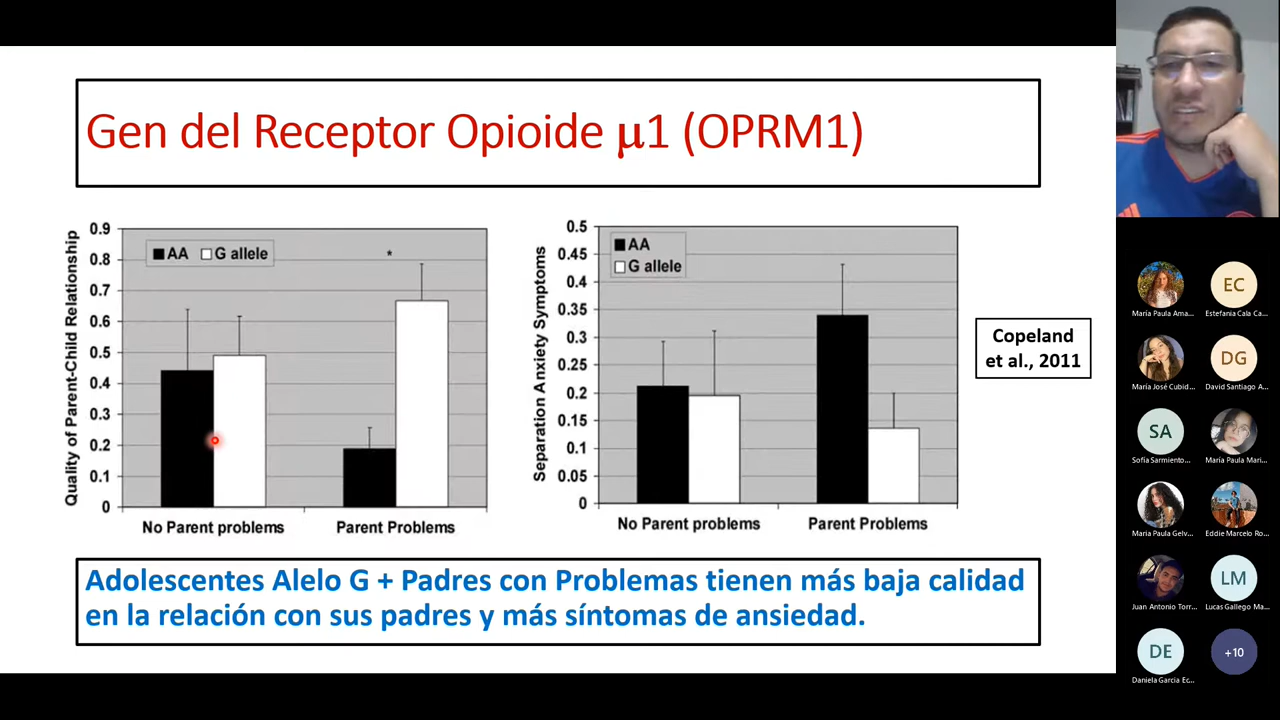 Gen del Receptor Opioide μ1 (OPRM1)
Quality of Parent-Child Relationship
0.9
0.8
0.7
0.6
0.5
0.4
0.3
0.2
0.1
0
AA
G allele
*
No Parent problems
Parent Problems
Separation Anxiety Symptoms
0.5
0.45
0.4
0.35
0.3
0.25
0.2
0.15
0.1
0.05
0
AA
G allele
No Parent problems
Parent Problems
Copeland
et al., 2011
Adolescentes Alelo G + Padres con Problemas tienen más baja calidad
en la relación con sus padres y más síntomas de ansiedad.
María Paula Ama...
EC
Estefania Cala Ca...
María José Cubid...
DG
David Santiago A...
SA
Sofía Sarmiento...
María Paula Mari...
Maria Paula Gelv...
Eddie Marcelo Ro...
Juan Antonio Torr...
LM
Lucas Gallego Ma...
DE
Daniela García Ec...
+10